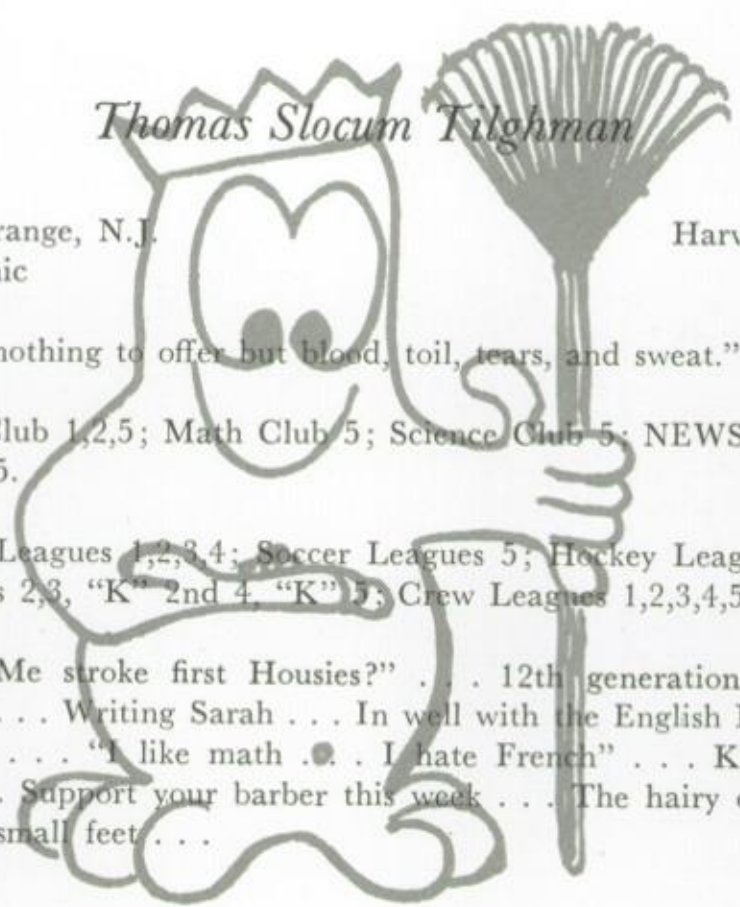 Thomas Slocum Tilghman
range, N.J. Harv
ic
nothing to offer but blood, toil, tears, and sweat."
Club 1,2,5; Math Club 5; Science Club 5; NEWS
5.
Leagues 1,2,3,4; Soccer Leagues 5; Hockey Leag
s 2,3, "K" 2nd 4, "K" 5; Crew Leagues 1,2,3,4,5
Me stroke first Housies?" . . . 12th generation
. . . Writing Sarah . . . In well with the English
. . . "I like math . . . I hate French" . . . K
. Support your barber this week . . . The hairy
small feet . . .